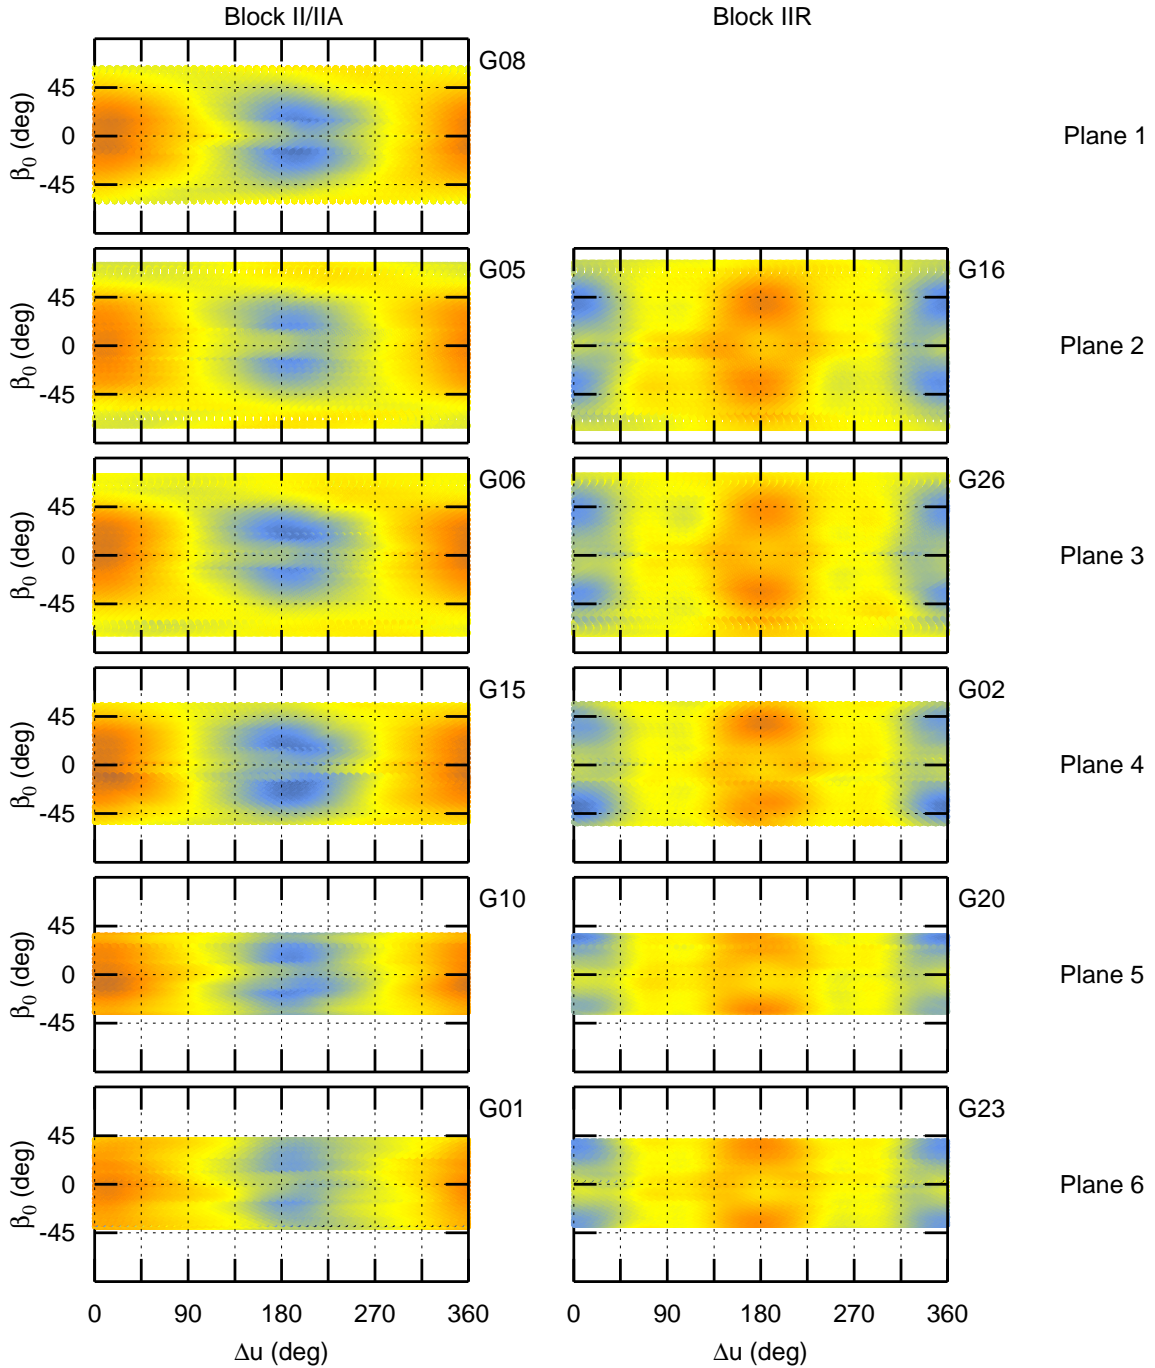 Block II/IIA
Block IIR
G08
45
0
-45
β0 (deg)
Plane 1
G05
45
0
-45
β0 (deg)
G16
Plane 2
G06
45
0
-45
β0 (deg)
G26
Plane 3
G15
45
0
-45
β0 (deg)
G02
Plane 4
G10
45
0
-45
β0 (deg)
G20
Plane 5
G01
45
0
-45
β0 (deg)
G23
Plane 6
0 90 180 270 360
0 90 180 270 360
Δu (deg)
Δu (deg)